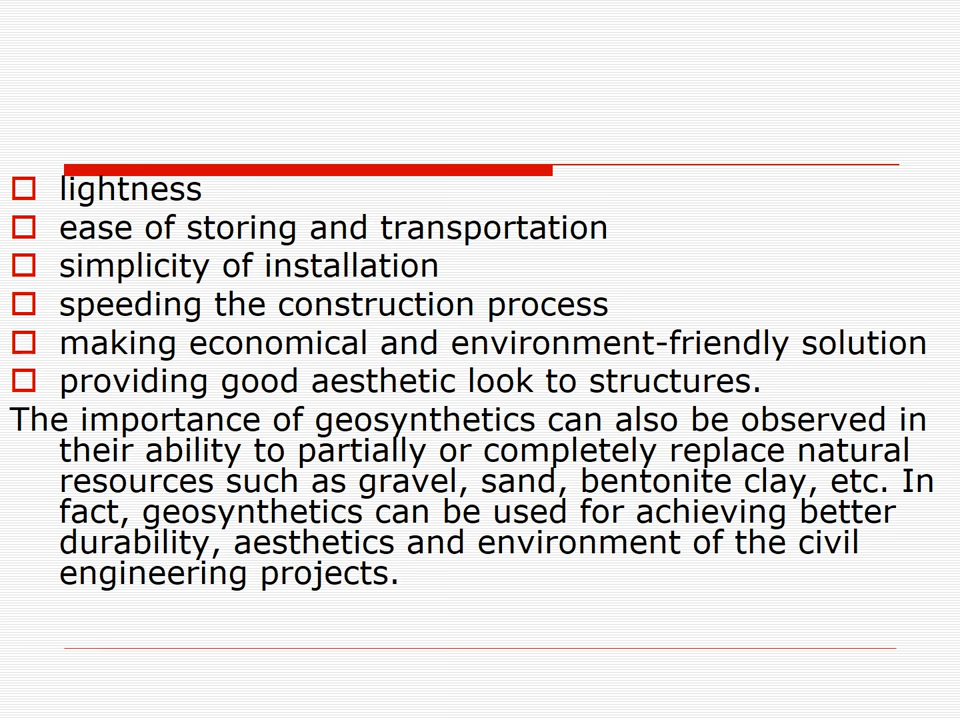 lightness
ease of storing and transportation
simplicity of installation
speeding the construction process
making economical and environment-friendly solution
providing good aesthetic look to structures.
The importance of geosynthetics can also be observed in
their ability to partially or completely replace natural
resources such as gravel, sand, bentonite clay, etc. In
fact, geosynthetics can be used for achieving better
durability, aesthetics and environment of the civil
engineering projects.